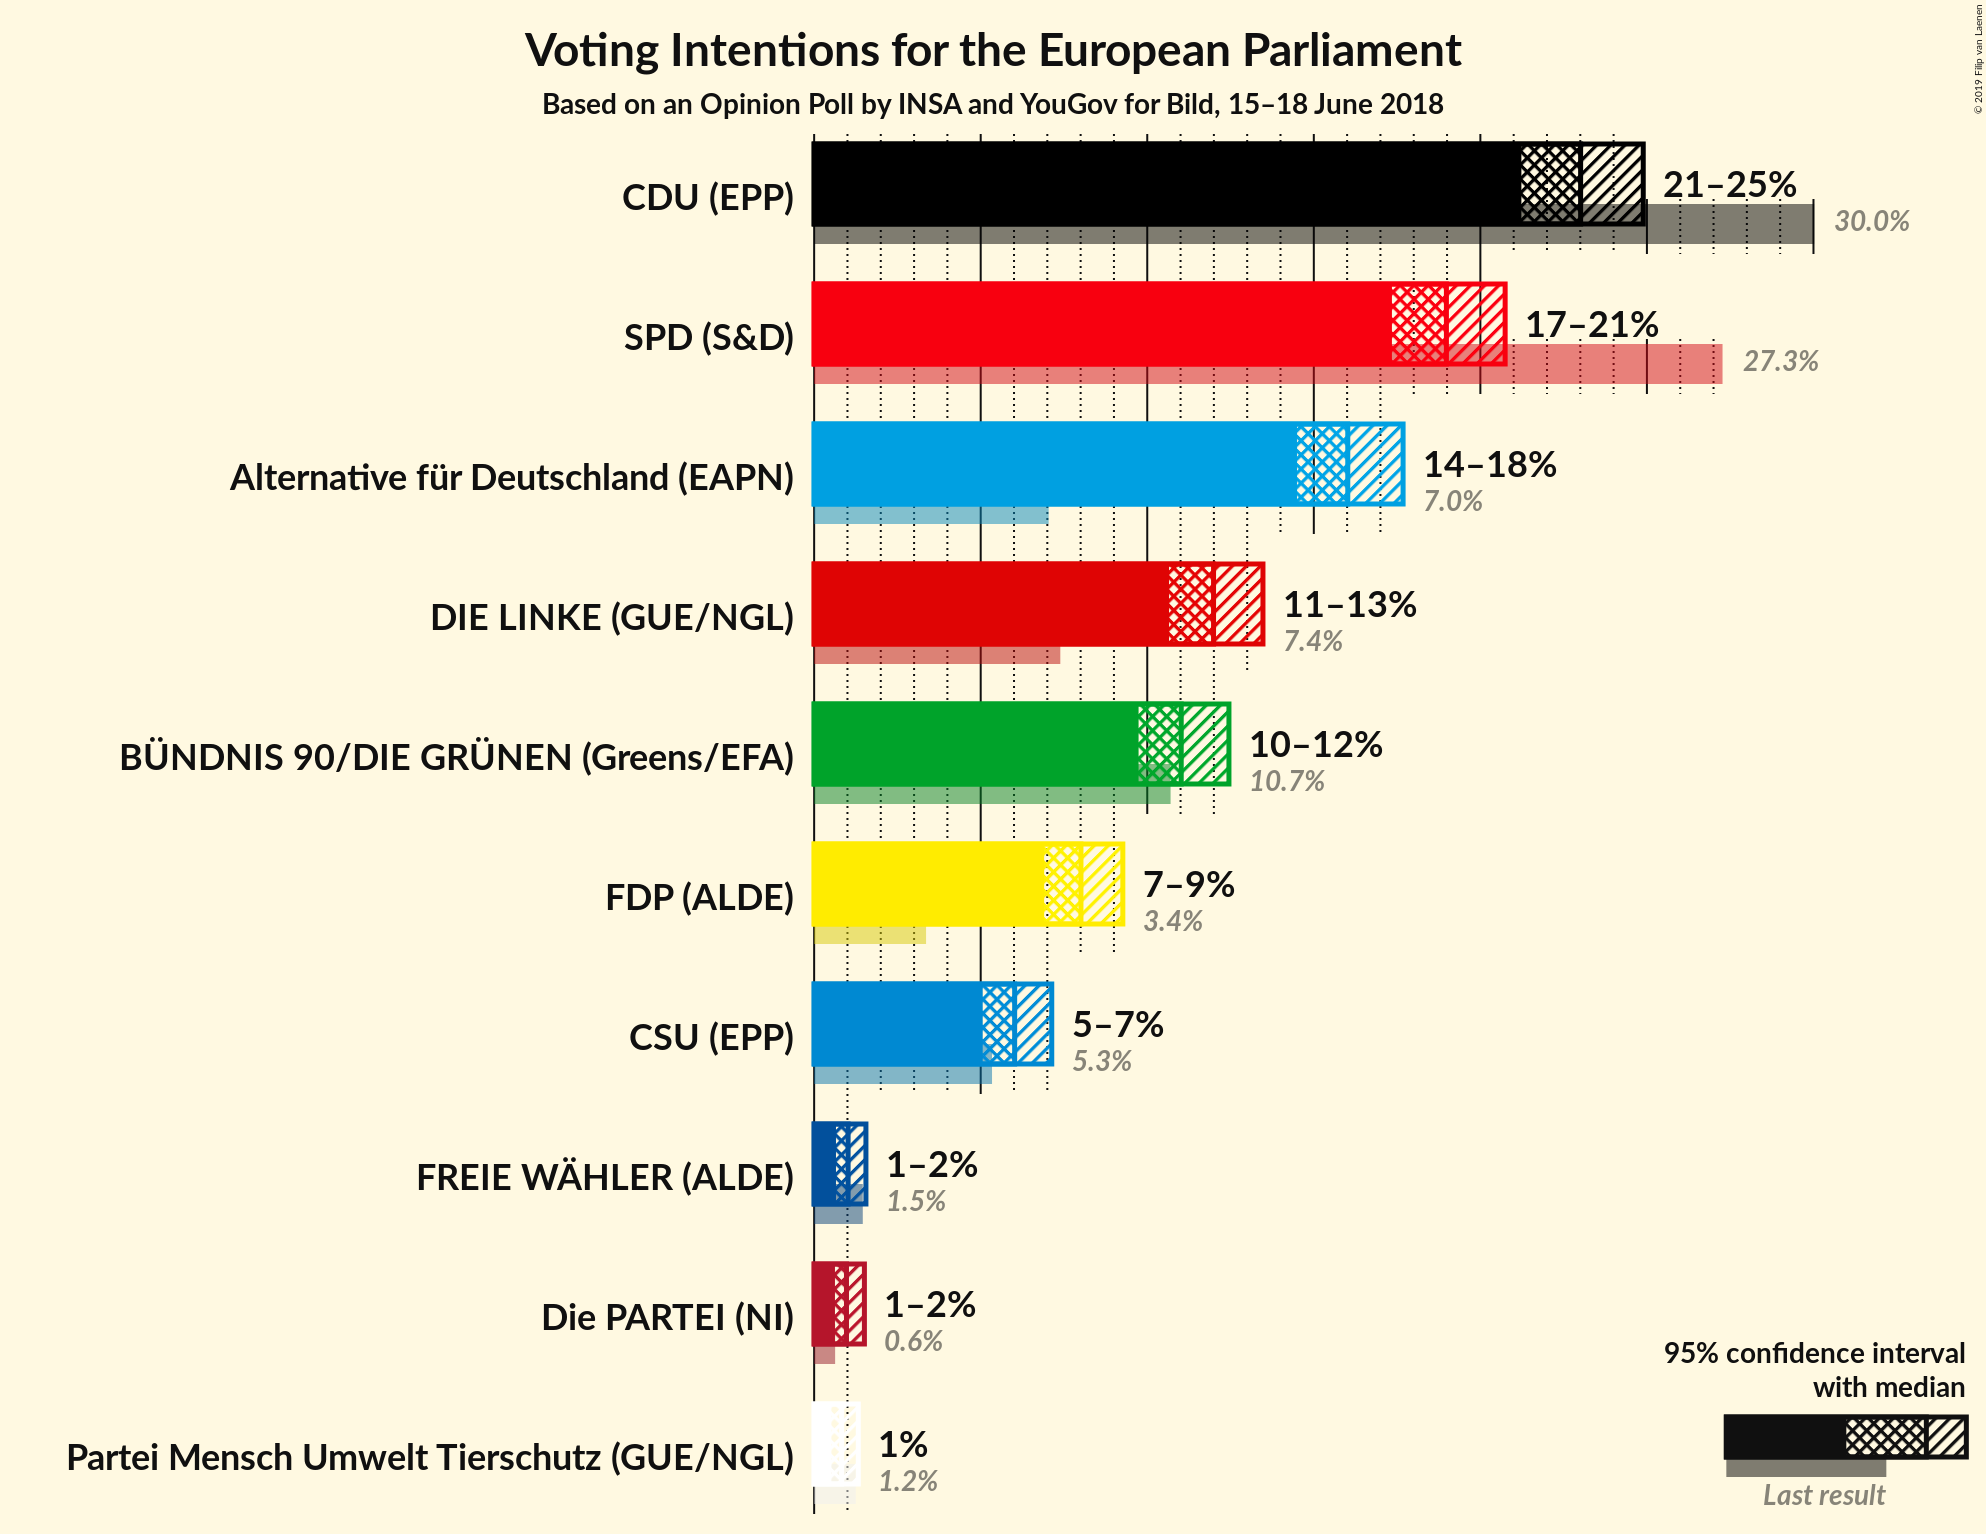 Voting Intentions for the European Parliament
Based on an Opinion Poll by INSA and YouGov for Bild, 15–18 June 2018
© 2019 Filip van Laenen
CDU (EPP)
21–25%
30.0%
SPD (S&D)
17–21%
27.3%
Alternative für Deutschland (EAPN)
14–18%
7.0%
DIE LINKE (GUE/NGL)
11–13%
7.4%
BÜNDNIS 90/DIE GRÜNEN (Greens/EFA)
10–12%
10.7%
FDP (ALDE)
7–9%
3.4%
CSU (EPP)
5–7%
5.3%
FREIE WÄHLER (ALDE)
1–2%
1.5%
Die PARTEI (NI)
1–2%
0.6%
Partei Mensch Umwelt Tierschutz (GUE/NGL)
1%
1.2%
95% confidence interval
with median
Last result